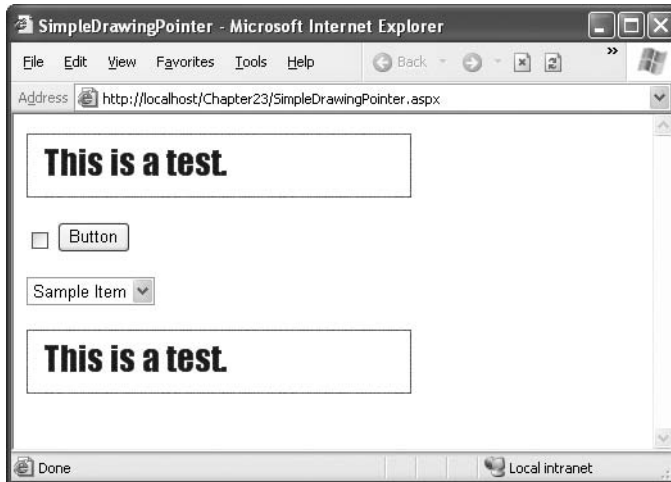 SimpleDrawingPointer - Microsoft Internet Explorer
File Edit View Favorites Tools Help Back »
Address http://localhost/Chapter23/SimpleDrawingPointer.aspx
This is a test.
Button
Sample Item
This is a test.
Done Local intranet